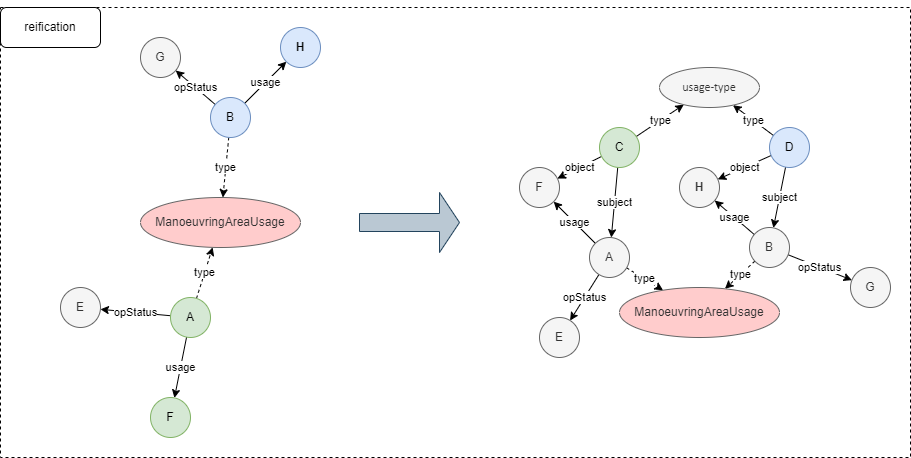 reification
G
H
opStatus
usage
B
type
ManoeuvringAreaUsage
type
E
opStatus
A
usage
F
usage-type
type
type
C
D
object
object
F
H
subject
subject
usage
usage
A
B
type
type
opStatus
opStatus
G
ManoeuvringAreaUsage
E